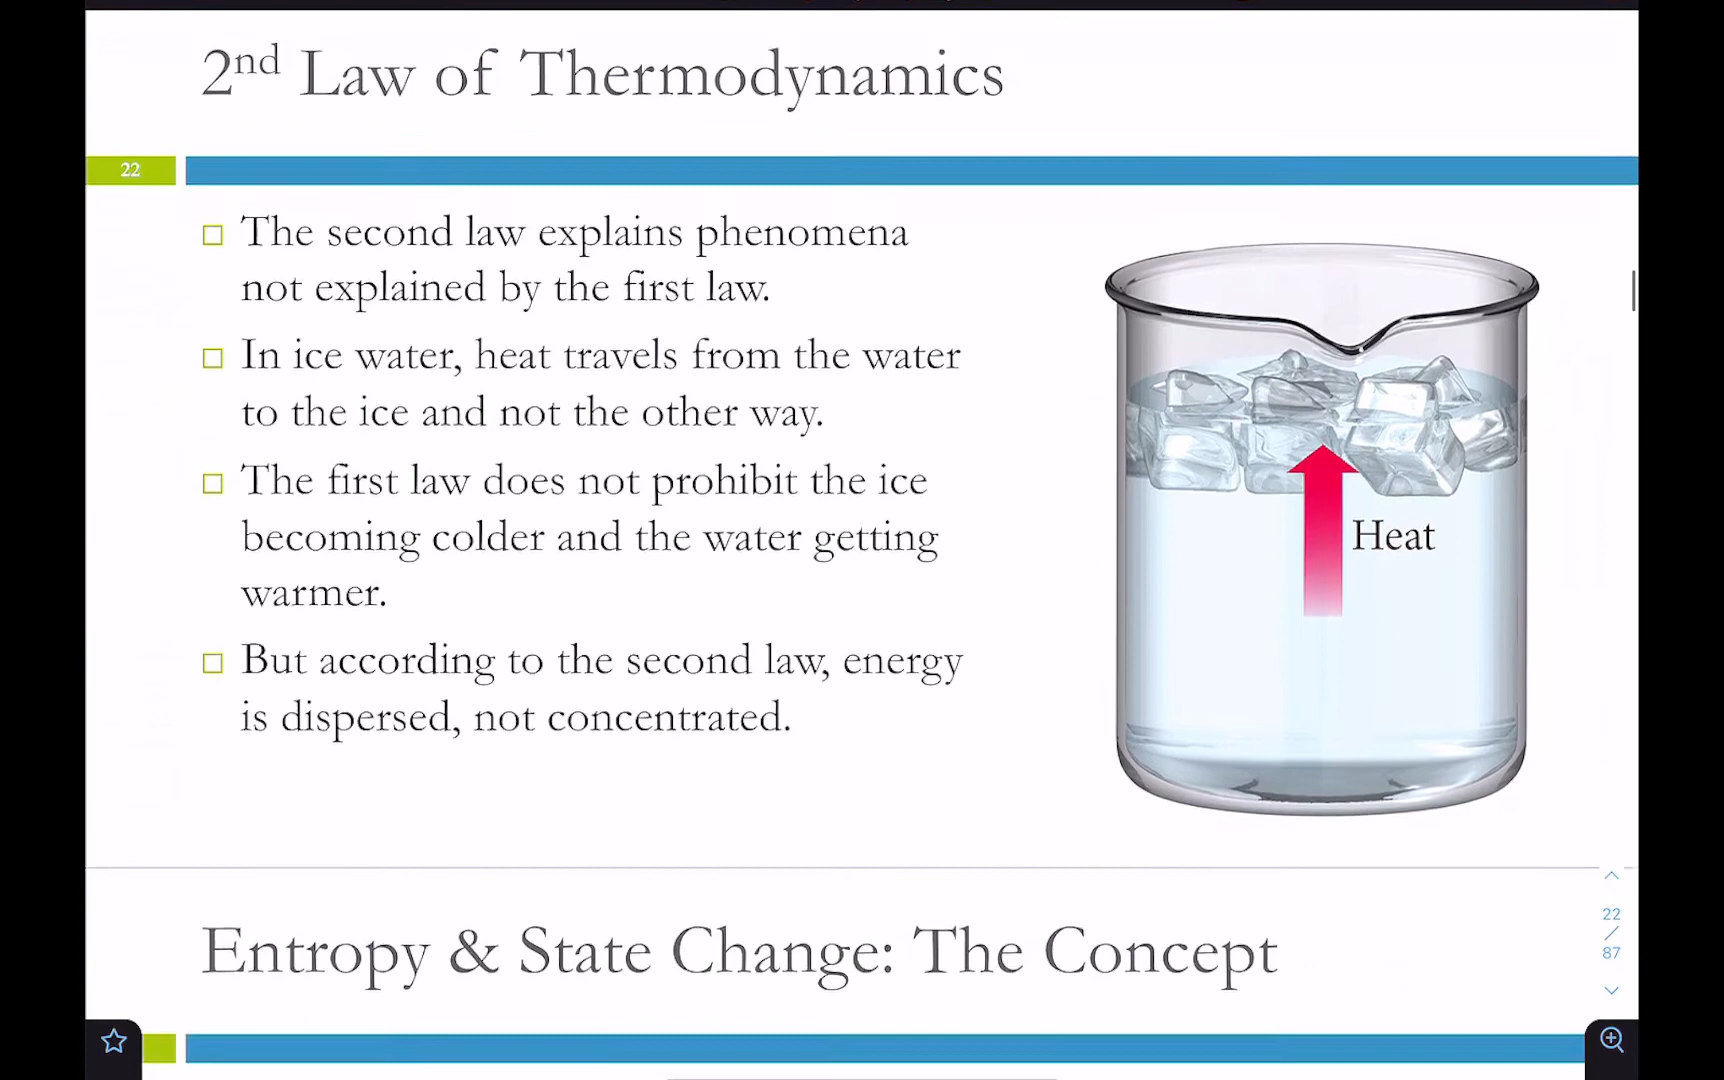 2nd Law of Thermodynamics
22
The second law explains phenomena
not explained by the first law.
In ice water, heat travels from the water
to the ice and not the other way.
The first law does not prohibit the ice
becoming colder and the water getting
warmer.
But according to the second law, energy
is dispersed, not concentrated.
Heat
22
/
87
Entropy & State Change: The Concept